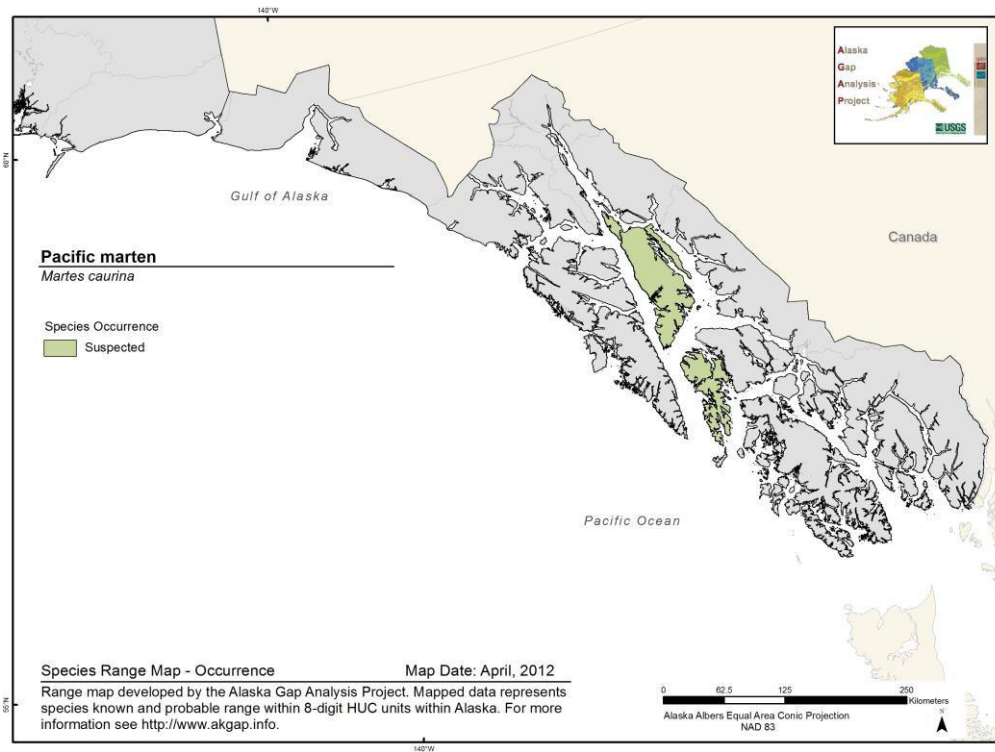 140°W
Alaska
Gap
Analysis
Project
USGS
60°N
Gulf of Alaska
Canada
Pacific marten
Martes caurina
Species Occurrence
Suspected
Pacific Ocean
Species Range Map - Occurrence Map Date: April, 2012
Range map developed by the Alaska Gap Analysis Project. Mapped data represents
species known and probable range within 8-digit HUC units within Alaska. For more
information see http://www.akgap.info.
0 62.5 125 250
Kilometers
Alaska Albers Equal Area Conic Projection
NAD 83
N
55°N
140°W